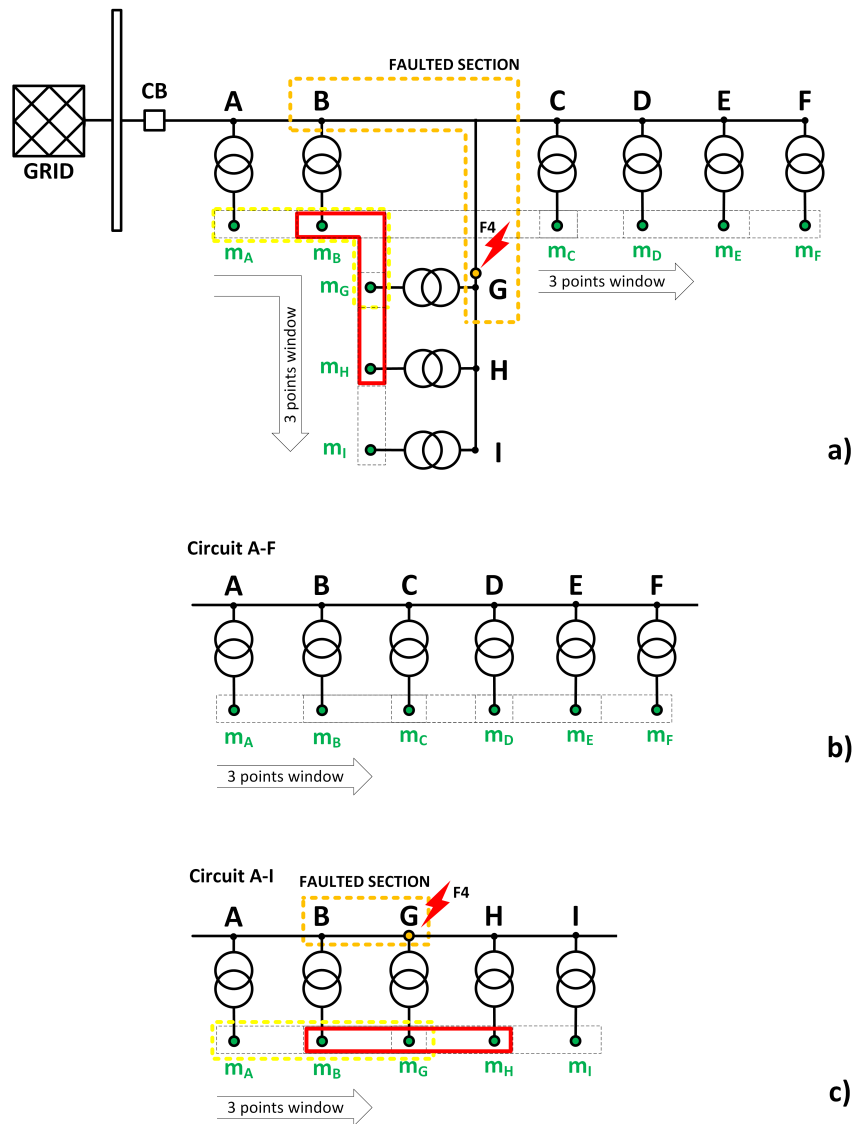 FAULTED SECTION
CB
A B C D E F
GRID
F4
mA mB mC mD mE mF
mG G 3 points window
3 points window
mH H
mI I
a)
Circuit A-F
A B C D E F
mA mB mC mD mE mF
3 points window
b)
Circuit A-I
FAULTED SECTION
F4
A B G H I
mA mB mG mH mI
3 points window
c)